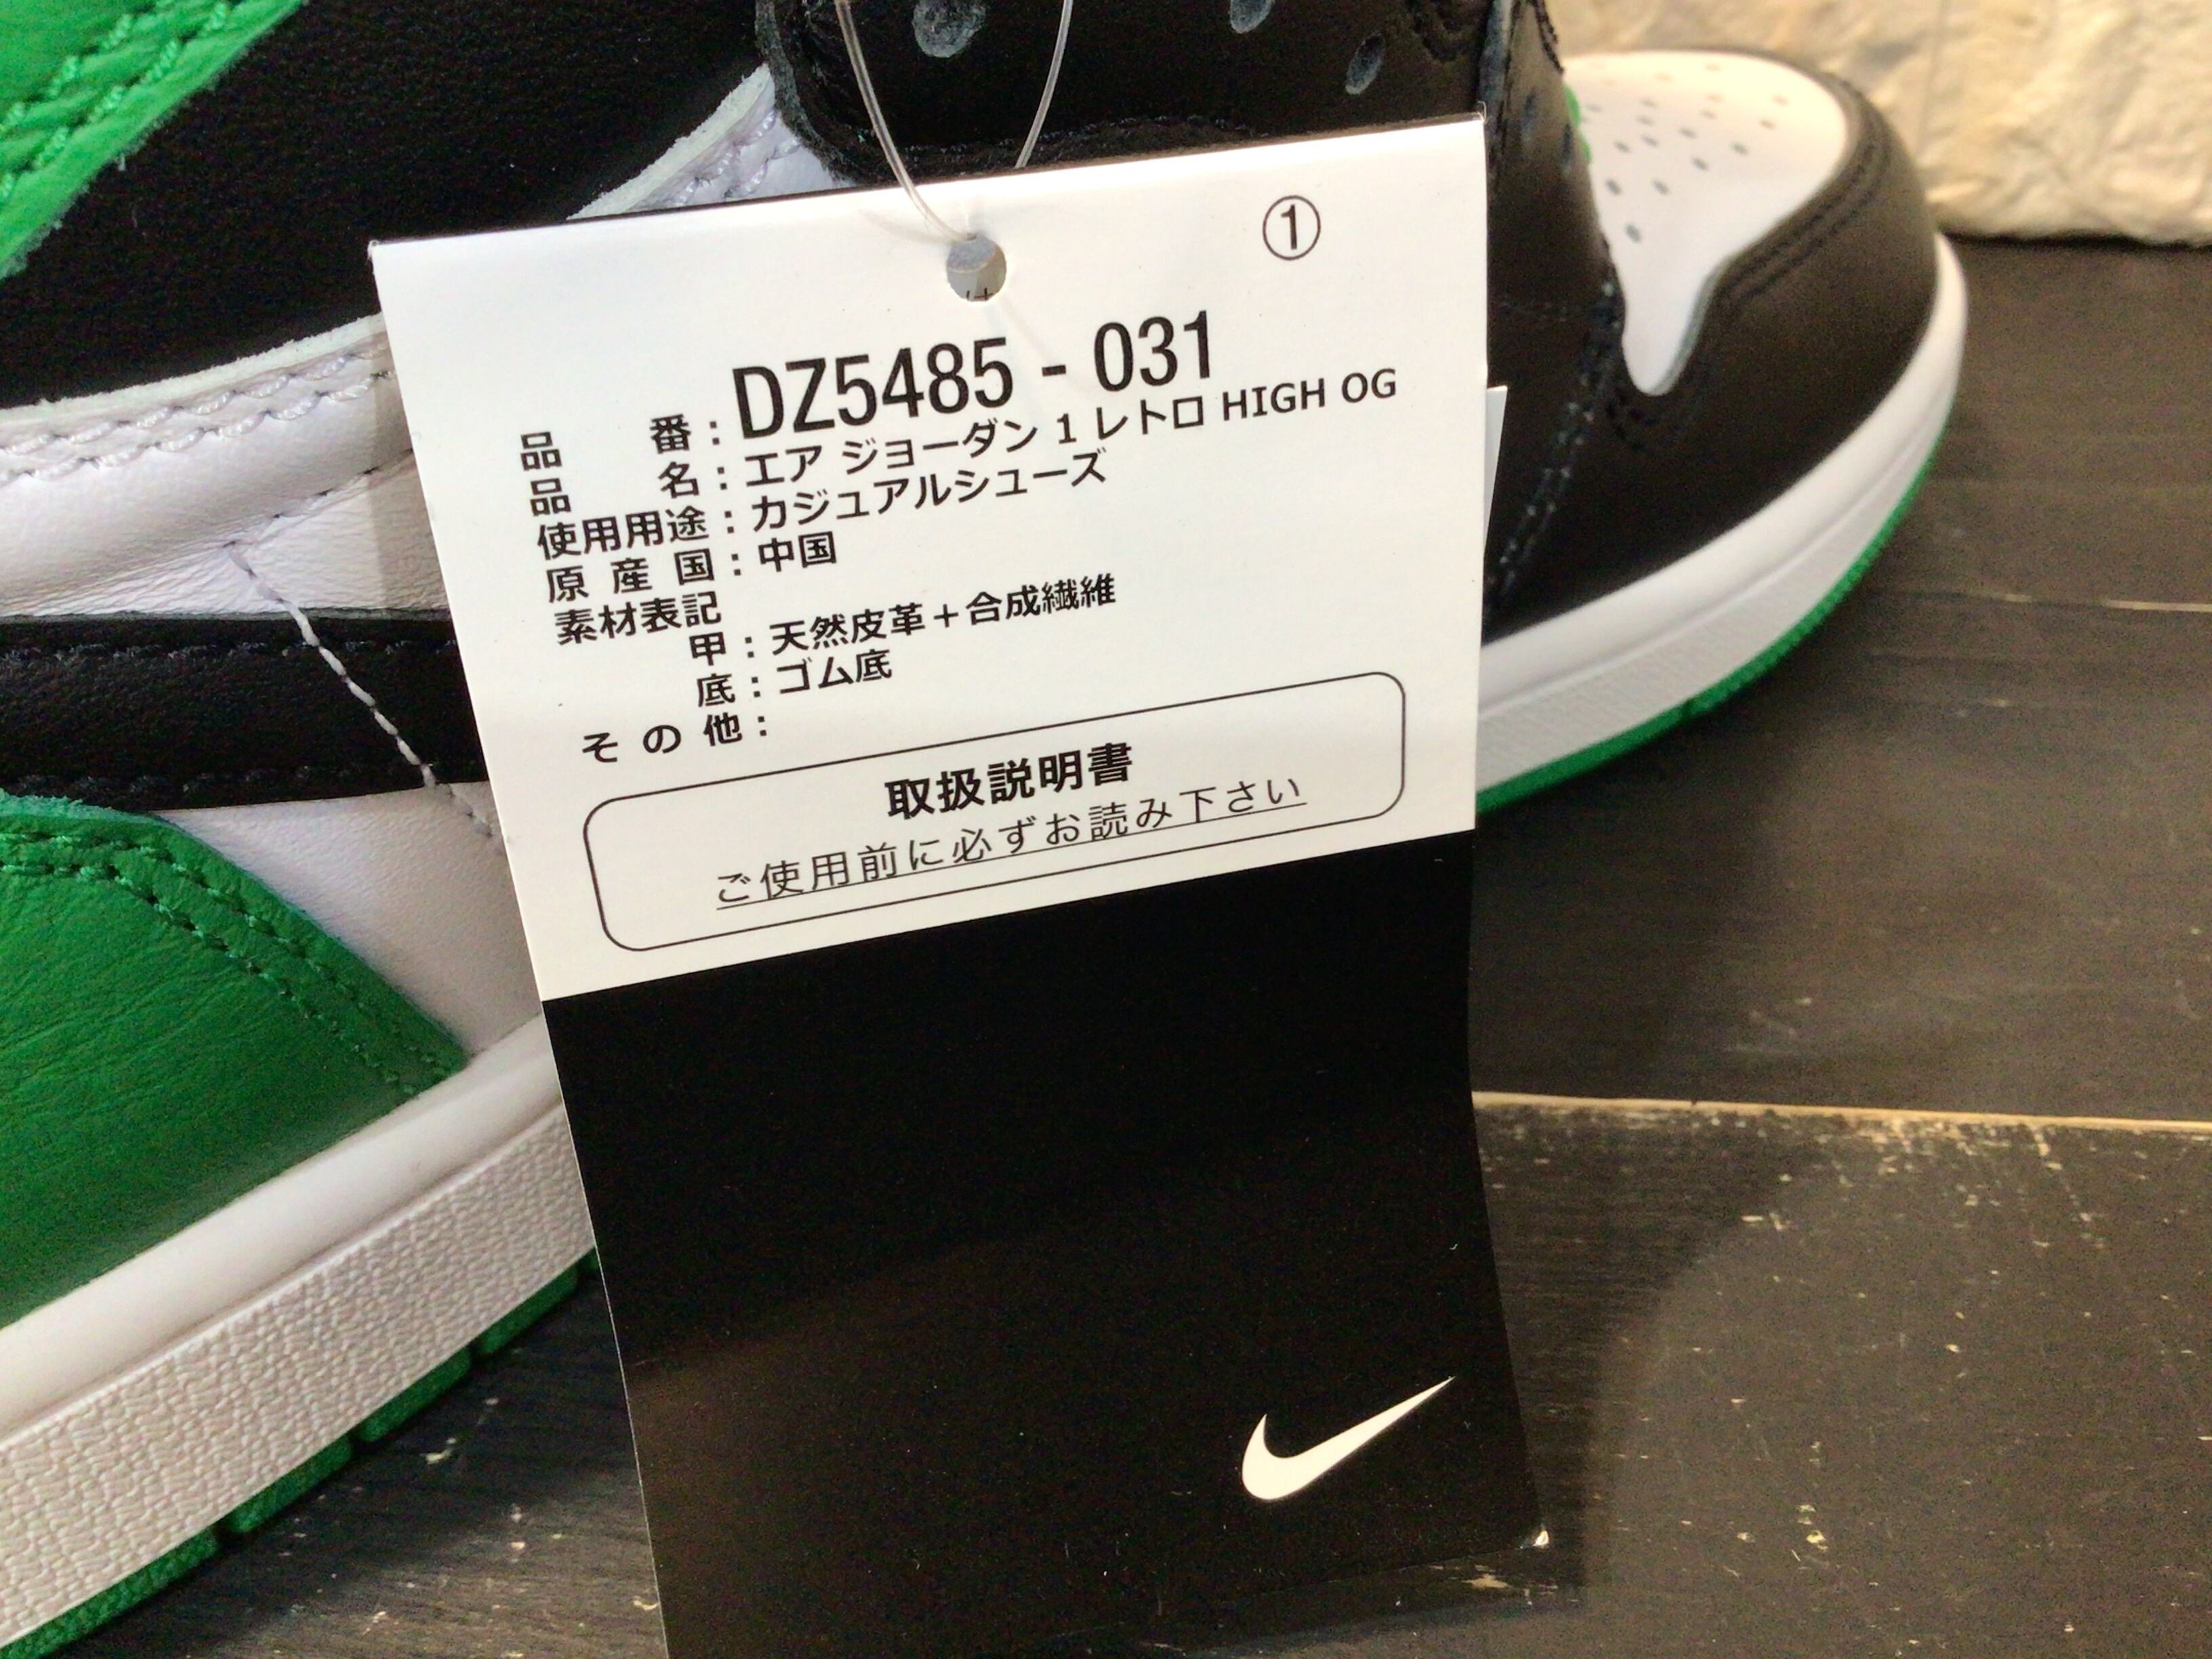 ①
品 番：DZ5485 - 031
品 名：エア ジョーダン 1 レトロ HIGH OG
使用用途：カジュアルシューズ
原 産 国：中国
素材表記
甲：天然皮革＋合成繊維
底：ゴム底
そ の 他：
取扱説明書
ご使用前に必ずお読み下さい